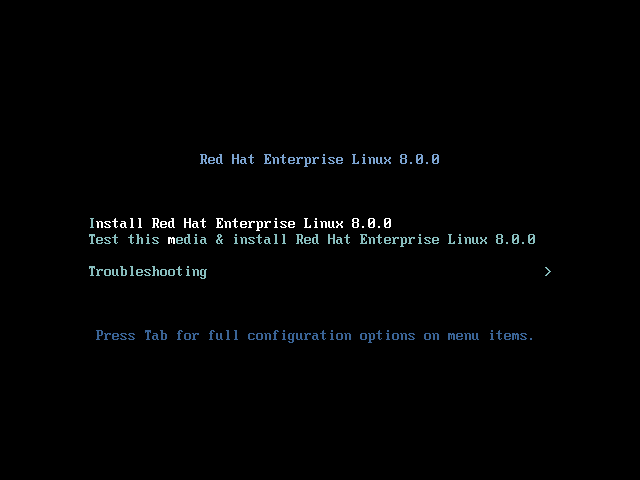 Red Hat Enterprise Linux 8.0.0
Install Red Hat Enterprise Linux 8.0.0
Test this media & install Red Hat Enterprise Linux 8.0.0
Troubleshooting >
Press Tab for full configuration options on menu items.